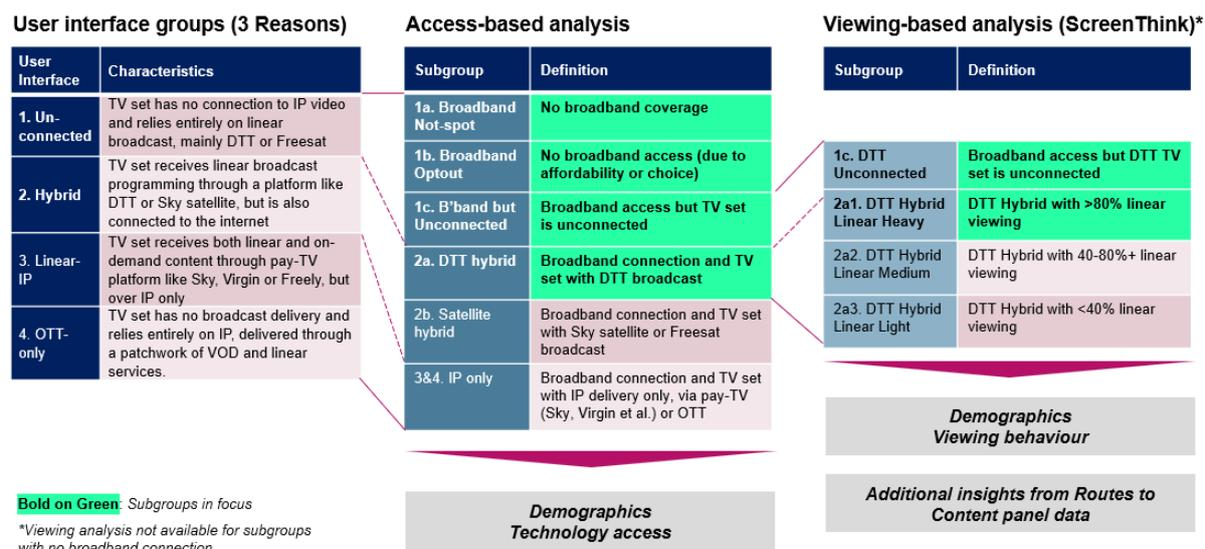 User interface groups (3 Reasons)
User
Interface
Characteristics
1. Un-
connected
TV set has no connection to IP video
and relies entirely on linear
broadcast, mainly DTT or Freesat
2. Hybrid
TV set receives linear broadcast
programming through a platform like
DTT or Sky satellite, but is also
connected to the internet
3. Linear-
IP
TV set receives both linear and on-
demand content through pay-TV
platform like Sky, Virgin or Freely, but
over IP only
4. OTT-
only
TV set has no broadcast delivery and
relies entirely on IP, delivered through
a patchwork of VOD and linear
services.
Bold on Green: Subgroups in focus
*Viewing analysis not available for subgroups
with no broadband connection
Access-based analysis
Subgroup
Definition
1a. Broadband
Not-spot
No broadband coverage
1b. Broadband
Optout
No broadband access (due to
affordability or choice)
1c. B'band but
Unconnected
Broadband access but TV set
is unconnected
2a. DTT hybrid
Broadband connection and TV
set with DTT broadcast
2b. Satellite
hybrid
Broadband connection and TV set
with Sky satellite or Freesat
broadcast
3&4. IP only
Broadband connection and TV set
with IP delivery only, via pay-TV
(Sky, Virgin et al.) or OTT
Demographics
Technology access
Viewing-based analysis (ScreenThink)*
Subgroup
Definition
1c. DTT
Unconnected
Broadband access but DTT TV
set is unconnected
2a1. DTT Hybrid
Linear Heavy
DTT Hybrid with >80% linear
viewing
2a2. DTT Hybrid
Linear Medium
DTT Hybrid with 40-80%+ linear
viewing
2a3. DTT Hybrid
Linear Light
DTT Hybrid with <40% linear
viewing
Demographics
Viewing behaviour
Additional insights from Routes to
Content panel data